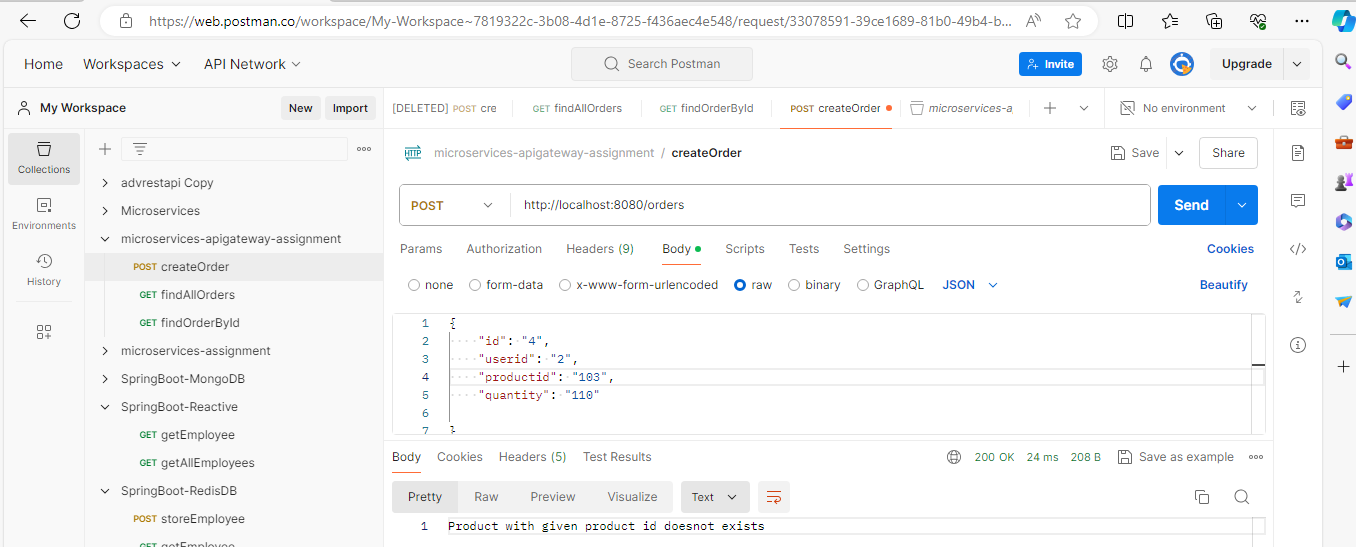 https://web.postman.co/workspace/My-Workspace~7819322c-3b08-4d1e-8725-f436aec4e548/request/33078591-39ce1689-81b0-49b4-b...
Home Workspaces API Network Search Postman Invite Upgrade
My Workspace New Import
[DELETED] POST cre GET findAllOrders GET findOrderById POST createOrder microservices-a No environment
Collections
Environments
History
advrestapi Copy
Microservices
microservices-apigateway-assignment
POST createOrder
GET findAllOrders
GET findOrderById
microservices-assignment
SpringBoot-MongoDB
SpringBoot-Reactive
GET getEmployee
GET getAllEmployees
SpringBoot-RedisDB
POST storeEmployee
GET getEmployee
HTTP microservices-apigateway-assignment / createOrder Save Share
POST http://localhost:8080/orders Send
Params Authorization Headers (9) Body Scripts Tests Settings Cookies
none form-data x-www-form-urlencoded raw binary GraphQL JSON Beautify
1 {
2 "id": "4",
3 "userid": "2",
4 "productid": "103",
5 "quantity": "110"
6
7 }
Body Cookies Headers (5) Test Results 200 OK 24 ms 208 B Save as example
Pretty Raw Preview Visualize Text
1 Product with given product id doesnot exists